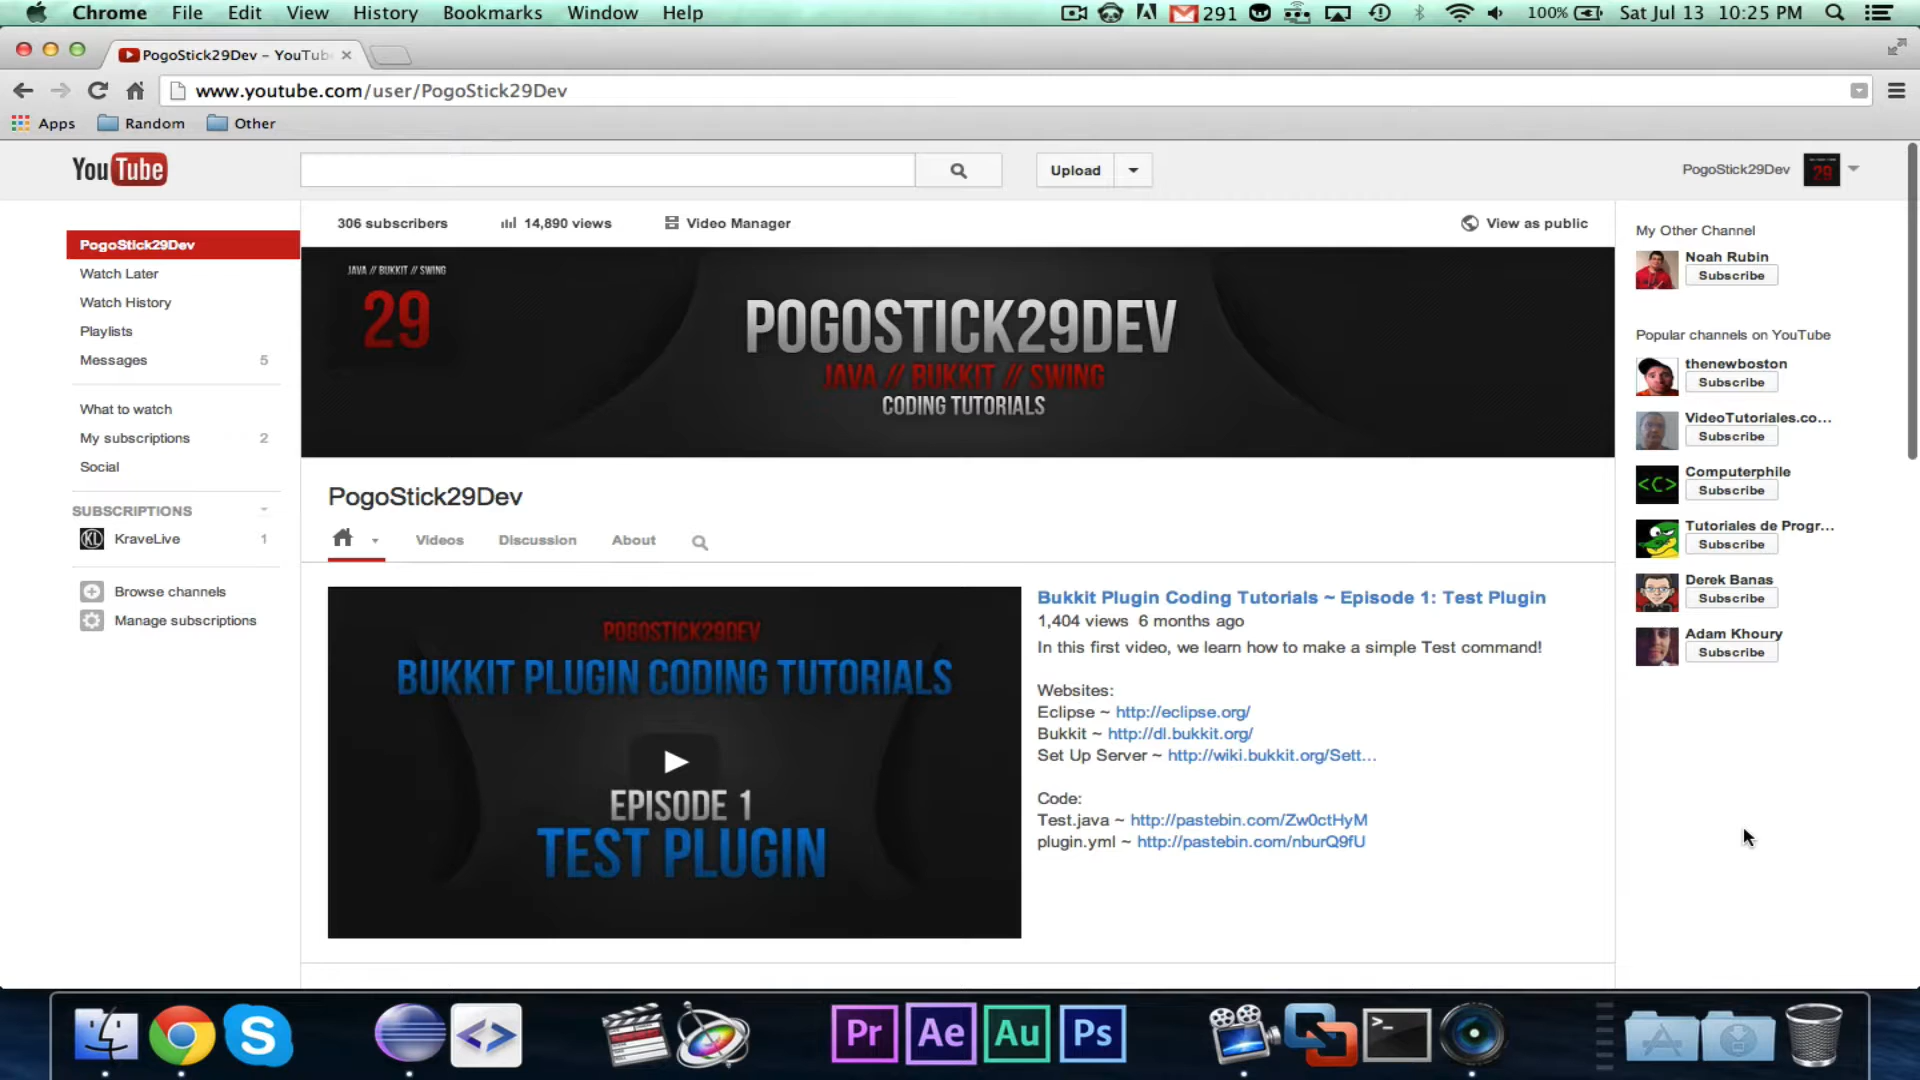 Chrome File Edit View History Bookmarks Window Help
291 100% Sat Jul 13 10:25 PM
PogoStick29Dev – YouTub
www.youtube.com/user/PogoStick29Dev
Apps Random Other
YouTube
Upload
PogoStick29Dev
29
306 subscribers
14,890 views
Video Manager
View as public
PogoStick29Dev
Watch Later
Watch History
Playlists
Messages 5
What to watch
My subscriptions 2
Social
SUBSCRIPTIONS
KraveLive 1
Browse channels
Manage subscriptions
JAVA // BUKKIT // SWING
29
POGOSTICK29DEV
JAVA // BUKKIT // SWING
CODING TUTORIALS
PogoStick29Dev
Videos Discussion About
POGOSTICK29DEV
BUKKIT PLUGIN CODING TUTORIALS
EPISODE 1
TEST PLUGIN
Bukkit Plugin Coding Tutorials ~ Episode 1: Test Plugin
1,404 views 6 months ago
In this first video, we learn how to make a simple Test command!
Websites:
Eclipse ~ http://eclipse.org/
Bukkit ~ http://dl.bukkit.org/
Set Up Server ~ http://wiki.bukkit.org/Sett...
Code:
Test.java ~ http://pastebin.com/Zw0ctHyM
plugin.yml ~ http://pastebin.com/nburQ9fU
My Other Channel
Noah Rubin
Subscribe
Popular channels on YouTube
thenewboston
Subscribe
VideoTutoriales.co...
Subscribe
Computerphile
<C>
Subscribe
Tutoriales de Progr...
Subscribe
Derek Banas
Subscribe
Adam Khoury
Subscribe
Pr Ae Au Ps